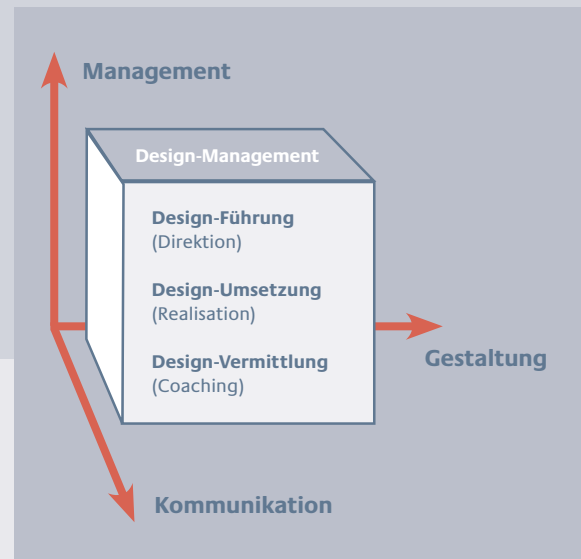 Management
Design-Management
Design-Führung
(Direktion)
Design-Umsetzung
(Realisation)
Design-Vermittlung
(Coaching)
Gestaltung
Kommunikation